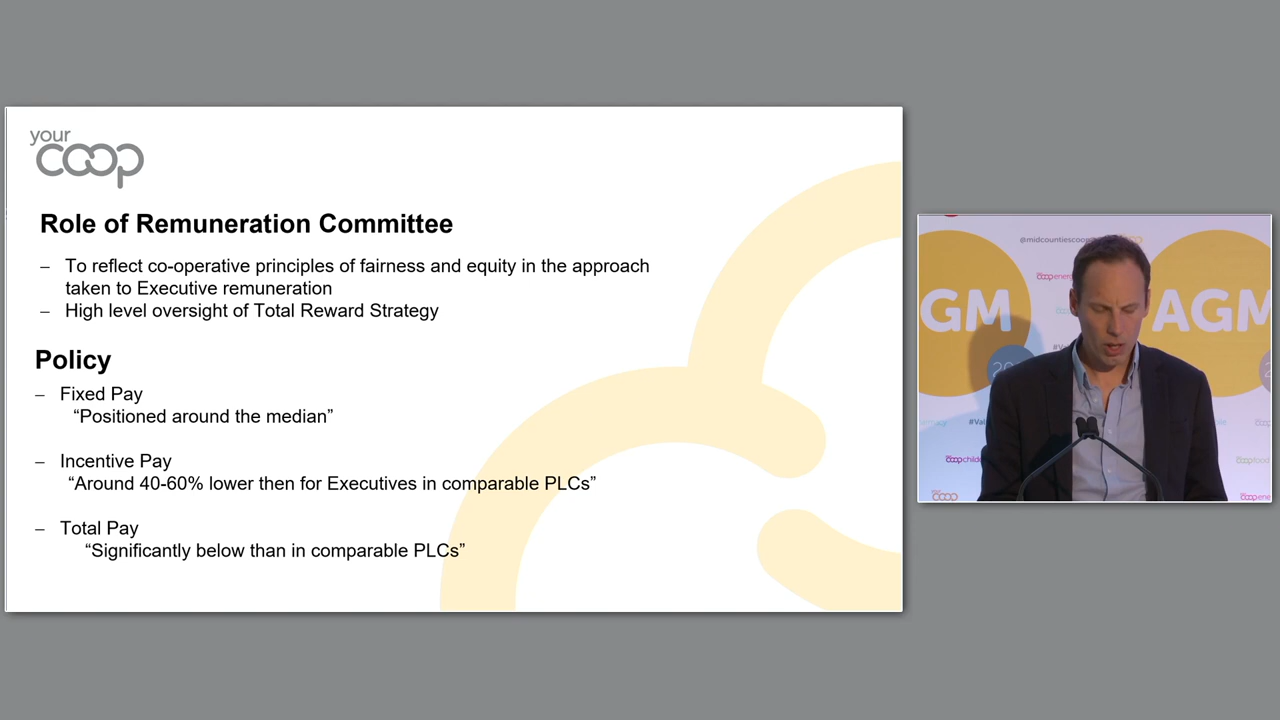 your
coop
Role of Remuneration Committee
– To reflect co-operative principles of fairness and equity in the approach
taken to Executive remuneration
– High level oversight of Total Reward Strategy
Policy
– Fixed Pay
“Positioned around the median”
– Incentive Pay
“Around 40-60% lower then for Executives in comparable PLCs”
– Total Pay
“Significantly below than in comparable PLCs”
@midcountiescoop
GM
AGM
20
#Val
coop